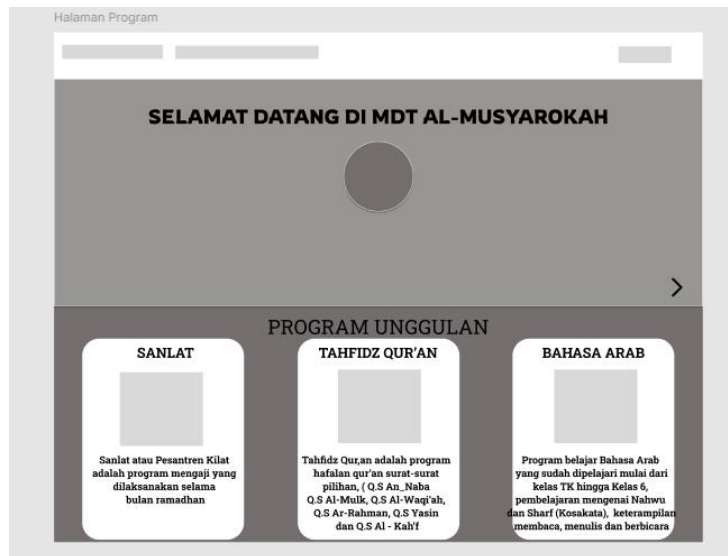 Halaman Program
SELAMAT DATANG DI MDT AL-MUSYAROKAH
PROGRAM UNGGULAN
SANLAT
Sanlat atau Pesantren Kilat
adalah program mengaji yang
dilaksanakan selama
bulan ramadhan
TAHFIDZ QUR'AN
Tahfidz Qur,an adalah program
hafalan qur'an surat-surat
pilihan, ( Q.S An_Naba
Q.S Al-Mulk, Q.S Al-Waqi'ah,
Q.S Ar-Rahman, Q.S Yasin
dan Q.S Al - Kah'f
BAHASA ARAB
Program belajar Bahasa Arab
yang sudah dipelajari mulai dari
kelas TK hingga Kelas 6,
pembelajaran mengenai Nahwu
dan Sharf (Kosakata), keterampilan
membaca, menulis dan berbicara